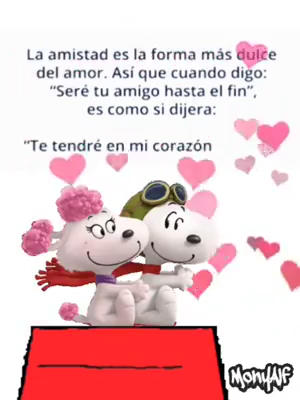 La amistad es la forma más dulce
del amor. Así que cuando digo:
“Seré tu amigo hasta el fin”,
es como si dijera:
“Te tendré en mi corazón